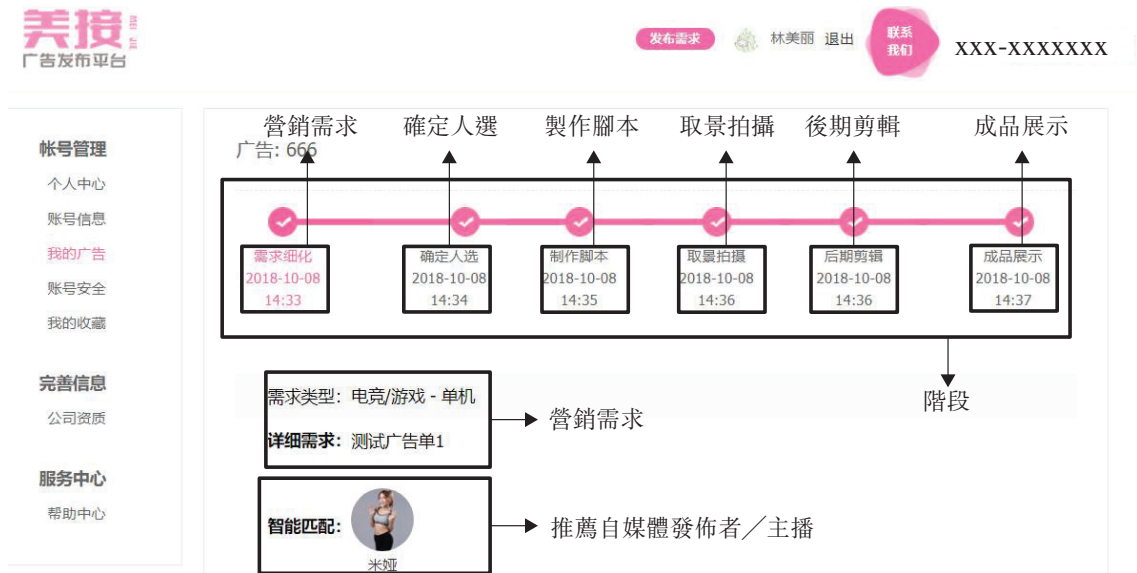 美接
广告发布平台
发布需求
林美丽 退出
联系
我们
xxx-xxxxxxx
帐号管理
个人中心
账号信息
我的广告
账号安全
我的收藏
完善信息
公司资质
服务中心
帮助中心
營銷需求 確定人選 製作腳本 取景拍攝 後期剪輯 成品展示
广告: 666
需求细化 确定人选 制作脚本 取景拍摄 后期剪辑 成品展示
2018-10-08 2018-10-08 2018-10-08 2018-10-08 2018-10-08 2018-10-08
14:33 14:34 14:35 14:36 14:36 14:37
階段
需求类型: 电竞/游戏 - 单机
详细需求: 测试广告单1
營銷需求
智能匹配:
米娅
推薦自媒體發佈者／主播